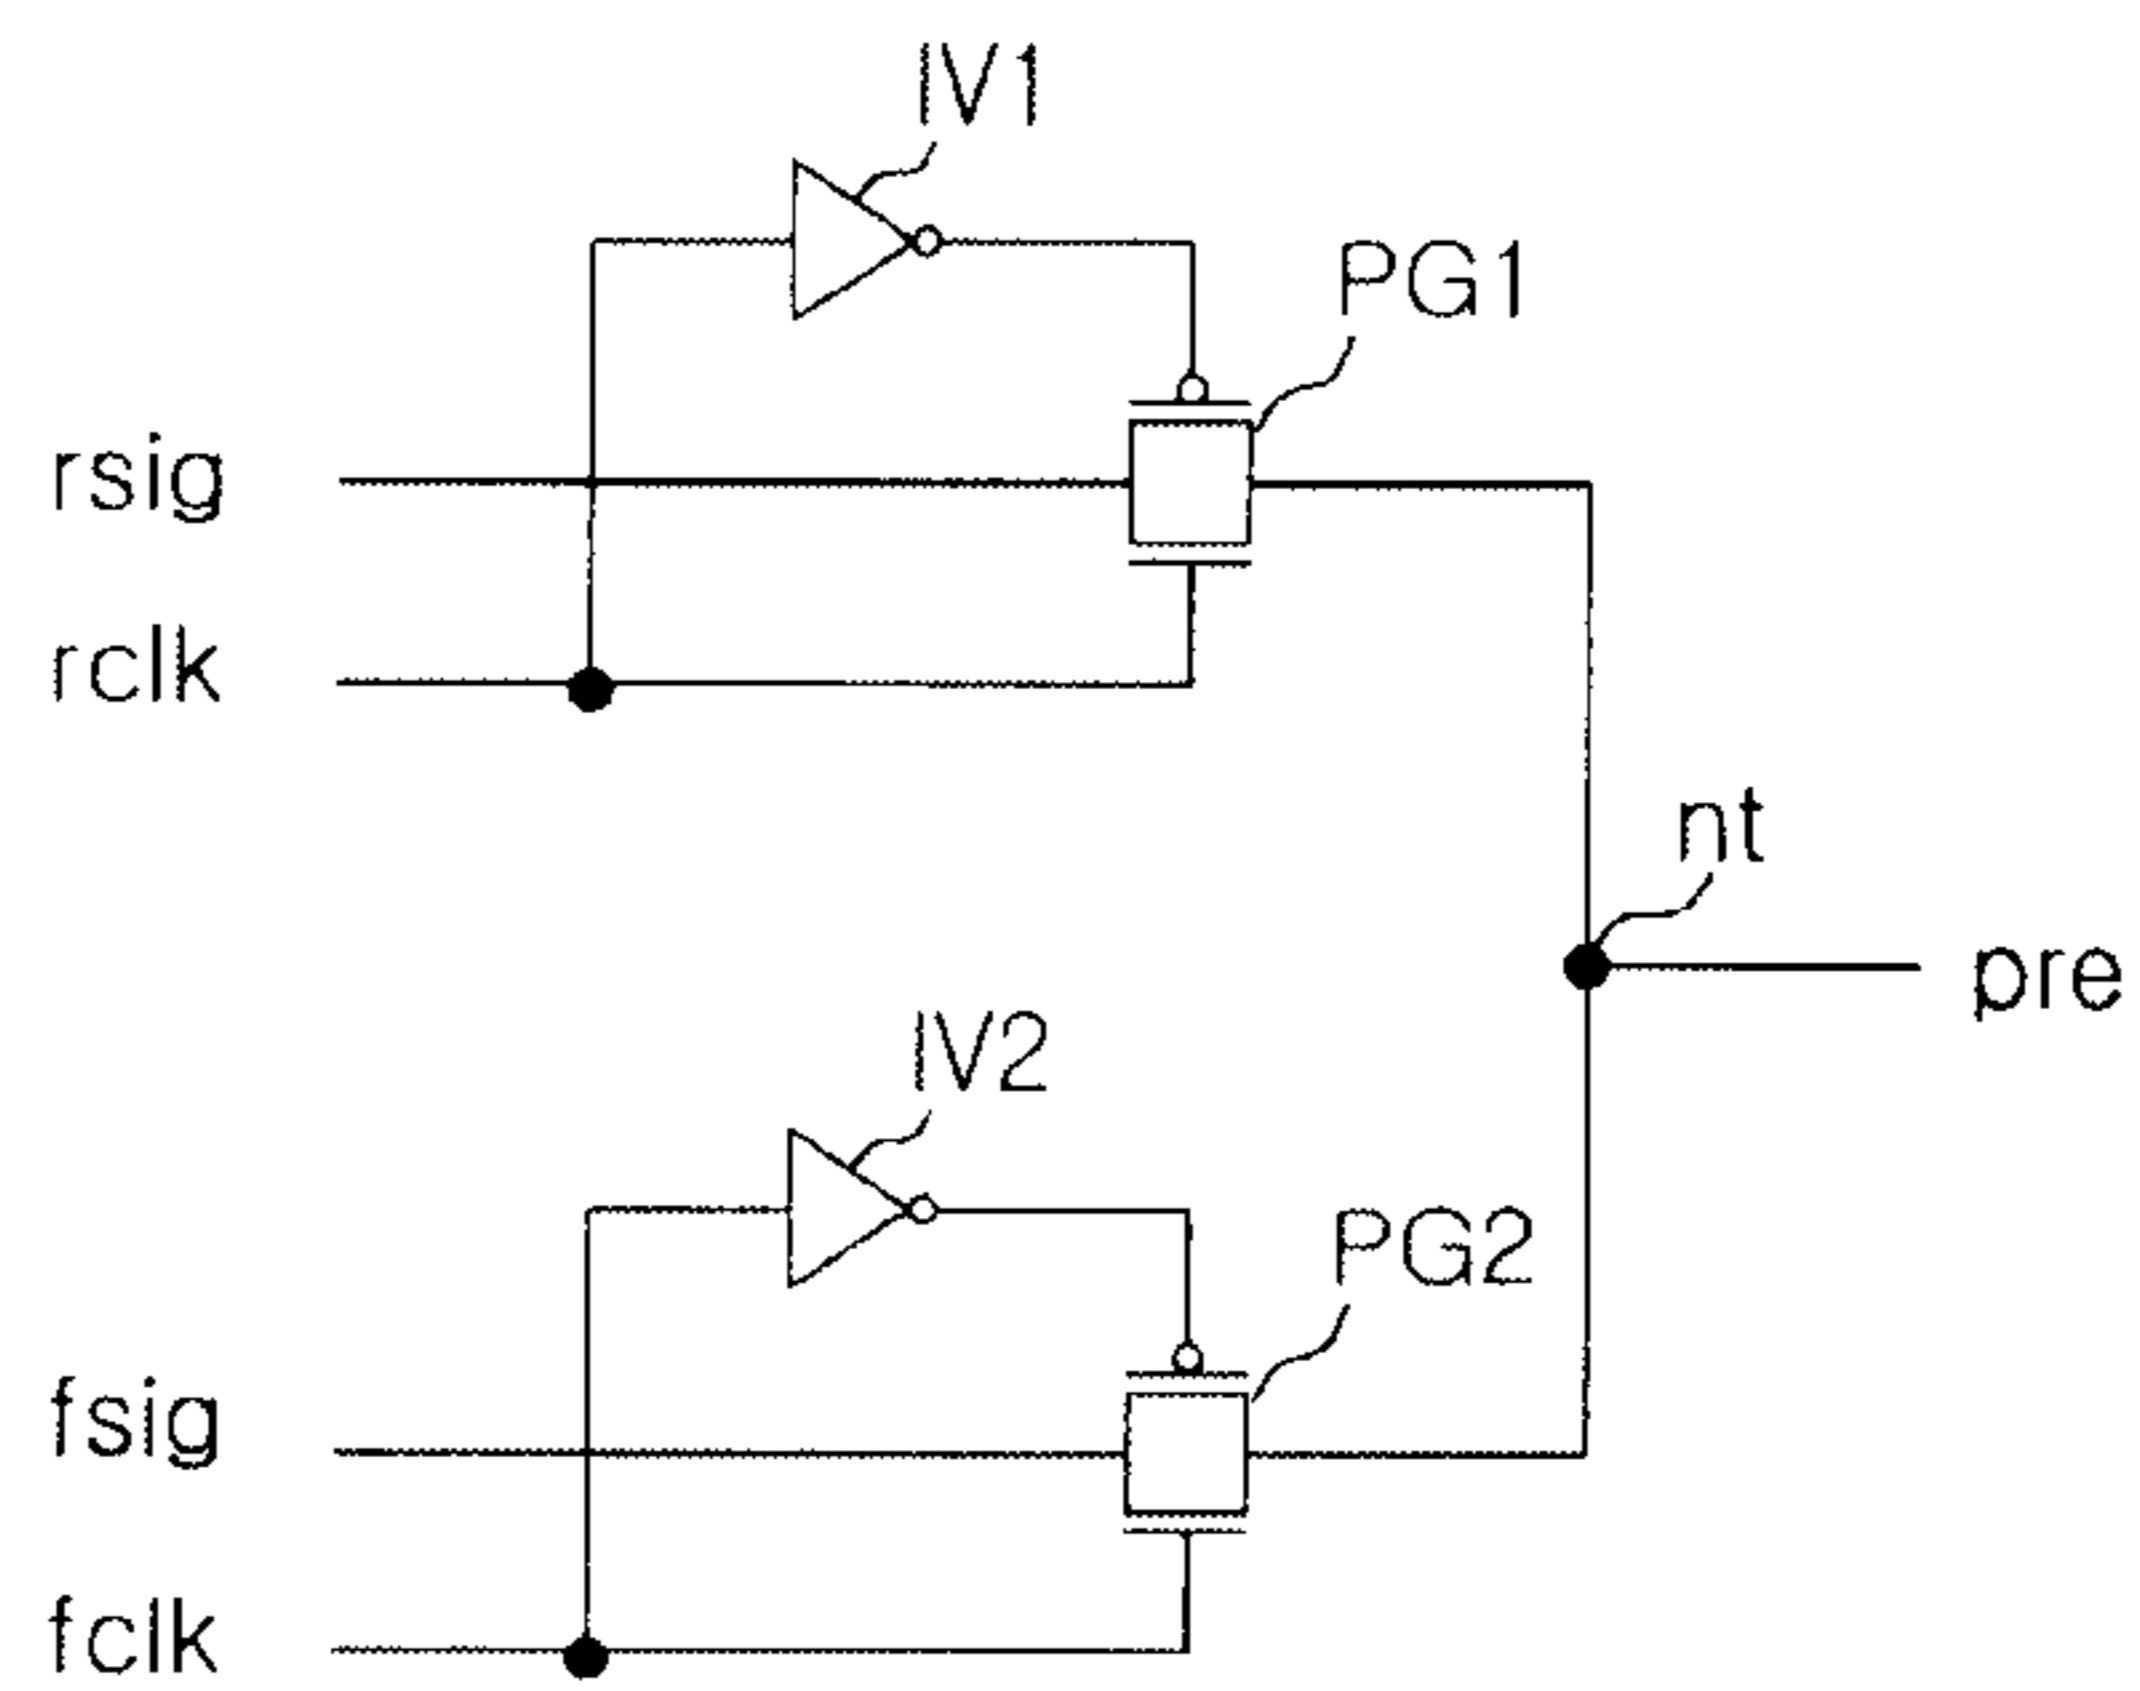 IV1
PG1
rsig
rclk
nt
pre
IV2
PG2
fsig
fclk